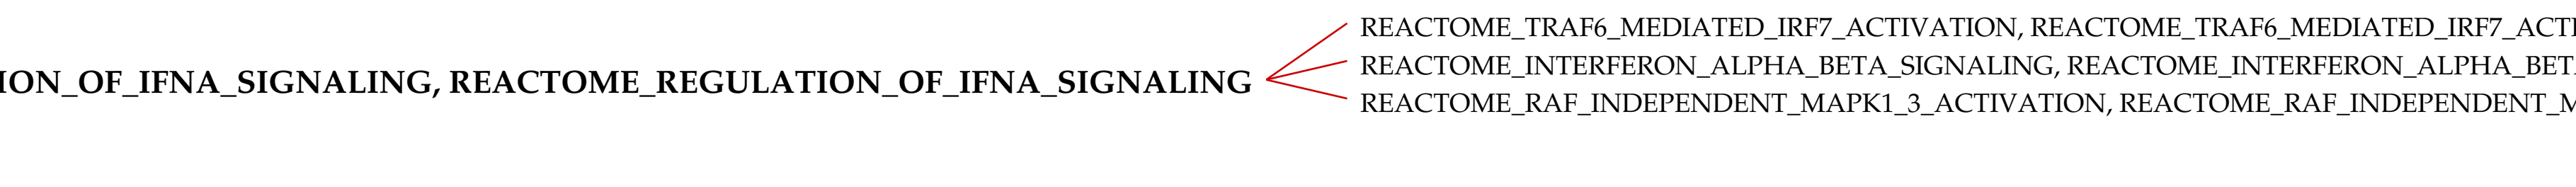 ION_OF_IFNA_SIGNALING, REACTOME_REGULATION_OF_IFNA_SIGNALING
REACTOME_TRAF6_MEDIATED_IRF7_ACTIVATION, REACTOME_TRAF6_MEDIATED_IRF7_ACTI
REACTOME_INTERFERON_ALPHA_BETA_SIGNALING, REACTOME_INTERFERON_ALPHA_BET
REACTOME_RAF_INDEPENDENT_MAPK1_3_ACTIVATION, REACTOME_RAF_INDEPENDENT_M